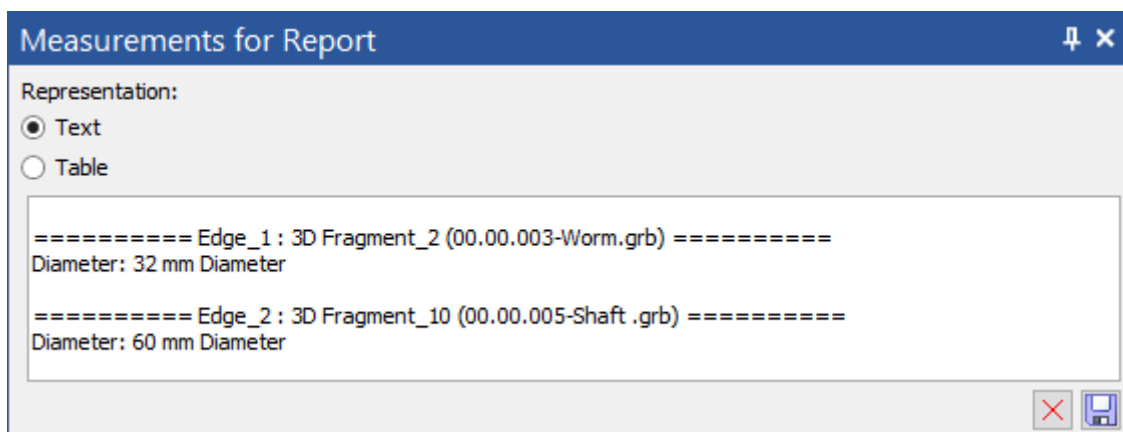 Measurements for Report
Representation:
Text
Table
========== Edge_1 : 3D Fragment_2 (00.00.003-Worm.grb) ==========
Diameter: 32 mm Diameter
========== Edge_2 : 3D Fragment_10 (00.00.005-Shaft .grb) ==========
Diameter: 60 mm Diameter